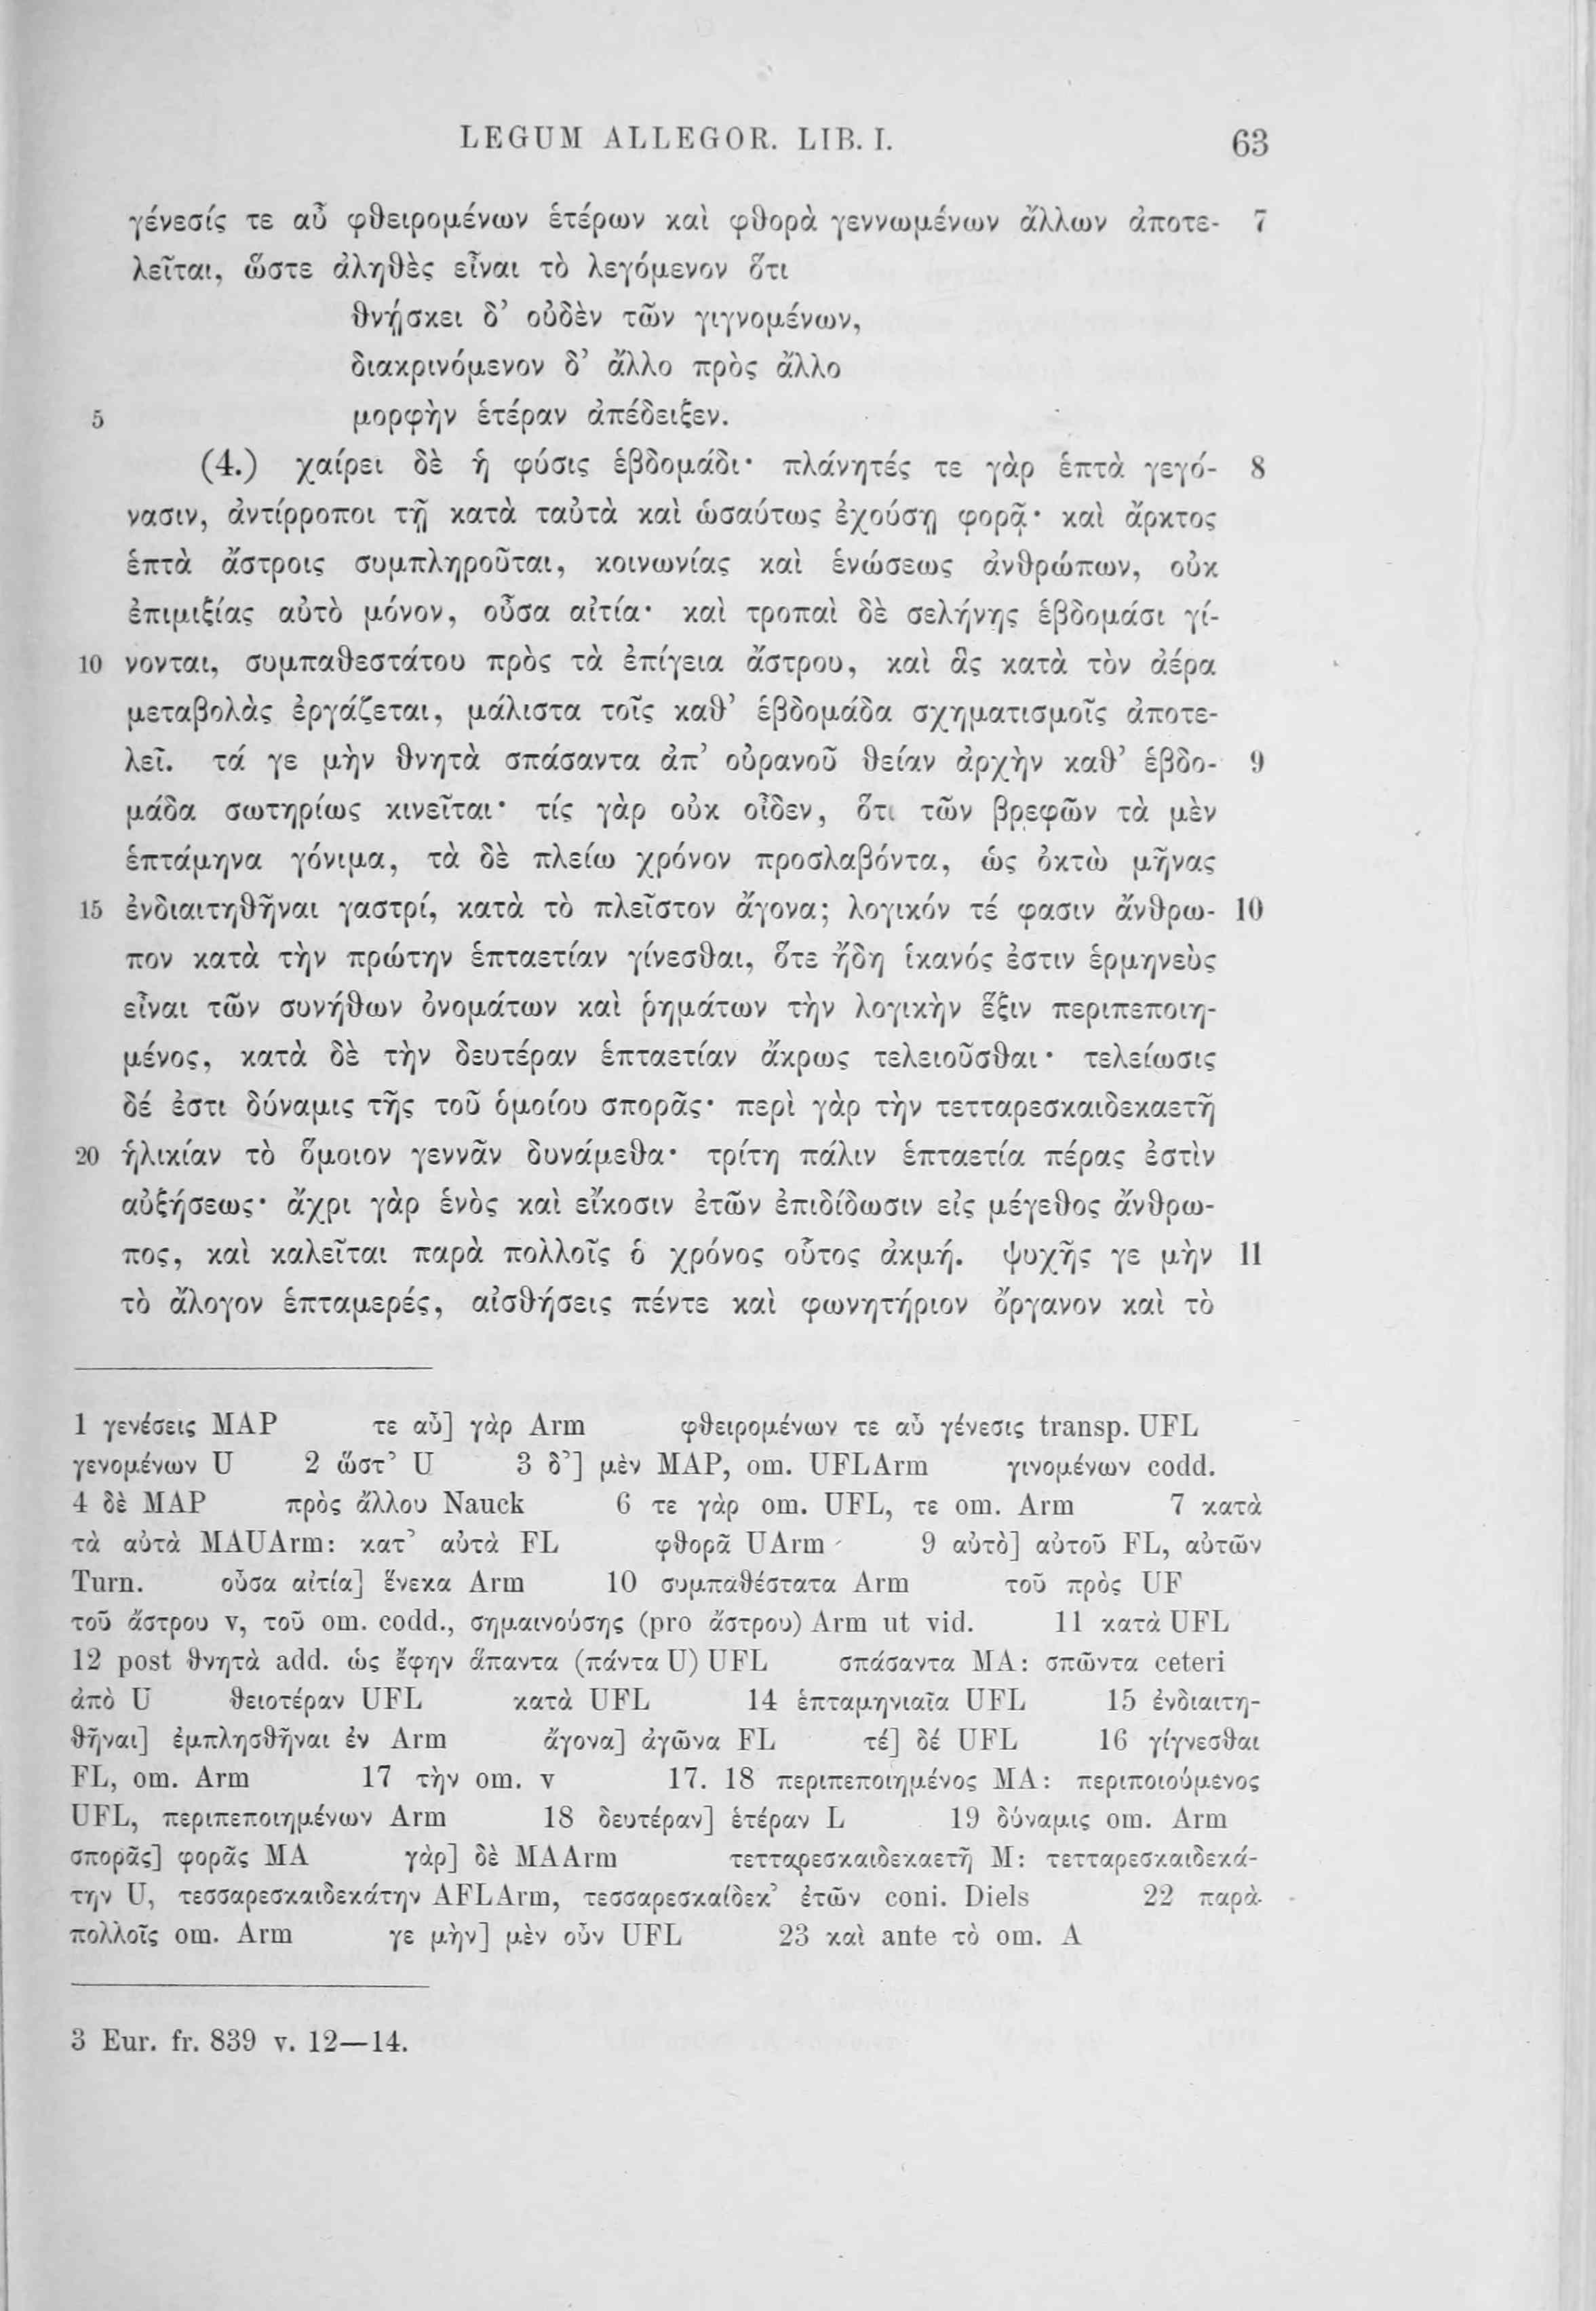 LEGUM ALLEGOR. LIB. I. 63
γένεσίς τε αὖ φθειρομένων ἑτέρων καὶ φθορὰ γεννωμένων ἄλλων ἀποτε- 7
λεῖται, ὥστε ἀληθὲς εἶναι τὸ λεγόμενον ὅτι
θνῄσκει δ’ οὐδὲν τῶν γιγνομένων,
διακρινόμενον δ’ ἄλλο πρὸς ἄλλο
5 μορφὴν ἑτέραν ἀπέδειξεν.
(4.) χαίρει δὲ ἡ φύσις ἑβδομάδι· πλάνητές τε γὰρ ἑπτὰ γεγό- 8
νασιν, ἀντίρροποι τῇ κατὰ ταὐτὰ καὶ ὡσαύτως ἐχούσῃ φορᾷ· καὶ ἄρκτος
ἑπτὰ ἄστροις συμπληροῦται, κοινωνίας καὶ ἑνώσεως ἀνθρώπων, οὐκ
ἐπιμιξίας αὐτὸ μόνον, οὖσα αἰτία· καὶ τροπαὶ δὲ σελήνης ἑβδομάσι γί-
10 νονται, συμπαθεστάτου πρὸς τὰ ἐπίγεια ἄστρου, καὶ ἃς κατὰ τὸν ἀέρα
μεταβολὰς ἐργάζεται, μάλιστα τοῖς καθ’ ἑβδομάδα σχηματισμοῖς ἀποτε-
λεῖ. τά γε μὴν θνητὰ σπάσαντα ἀπ’ οὐρανοῦ θείαν ἀρχὴν καθ’ ἑβδο- 9
μάδα σωτηρίως κινεῖται· τίς γὰρ οὐκ οἶδεν, ὅτι τῶν βρεφῶν τὰ μὲν
ἑπτάμηνα γόνιμα, τὰ δὲ πλείω χρόνον προσλαβόντα, ὡς ὀκτὼ μῆνας
15 ἐνδιαιτηθῆναι γαστρί, κατὰ τὸ πλεῖστον ἄγονα; λογικόν τέ φασιν ἄνθρω- 10
πον κατὰ τὴν πρώτην ἑπταετίαν γίνεσθαι, ὅτε ἤδη ἱκανός ἐστιν ἑρμηνεὺς
εἶναι τῶν συνήθων ὀνομάτων καὶ ῥημάτων τὴν λογικὴν ἕξιν περιπεποιη-
μένος, κατὰ δὲ τὴν δευτέραν ἑπταετίαν ἄκρως τελειοῦσθαι· τελείωσις
δέ ἐστι δύναμις τῆς τοῦ ὁμοίου σπορᾶς· περὶ γὰρ τὴν τετταρεσκαιδεκαετῆ
20 ἡλικίαν τὸ ὅμοιον γεννᾶν δυνάμεθα· τρίτη πάλιν ἑπταετία πέρας ἐστὶν
αὐξήσεως· ἄχρι γὰρ ἑνὸς καὶ εἴκοσιν ἐτῶν ἐπιδίδωσιν εἰς μέγεθος ἄνθρω-
πος, καὶ καλεῖται παρὰ πολλοῖς ὁ χρόνος οὗτος ἀκμή. ψυχῆς γε μὴν 11
τὸ ἄλογον ἑπταμερές, αἰσθήσεις πέντε καὶ φωνητήριον ὄργανον καὶ τὸ
1 γενέσεις MAP τε αὖ] γὰρ Arm φθειρομένων τε αὖ γένεσις transp. UFL
γενομένων U 2 ὥστ’ U 3 δ’] μὲν MAP, om. UFLArm γινομένων codd.
4 δὲ MAP πρὸς ἄλλου Nauck 6 τε γὰρ om. UFL, τε om. Arm 7 κατὰ
τὰ αὐτὰ MAUArm: κατ’ αὐτὰ FL φθορᾶ UArm 9 αὐτὸ] αὐτοῦ FL, αὐτῶν
Turn. οὖσα αἰτία] ἕνεκα Arm 10 συμπαθέστατα Arm τοῦ πρὸς UF
τοῦ ἄστρου v, τοῦ om. codd., σημαινούσης (pro ἄστρου) Arm ut vid. 11 κατὰ UFL
12 post θνητὰ add. ὡς ἔφην ἅπαντα (πάντα U) UFL σπάσαντα MA: σπῶντα ceteri
ἀπὸ U θειοτέραν UFL κατὰ UFL 14 ἑπταμηνιαῖα UFL 15 ἐνδιαιτη-
θῆναι] ἐμπλησθῆναι ἐν Arm ἄγονα] ἀγῶνα FL τέ] δέ UFL 16 γίγνεσθαι
FL, om. Arm 17 τὴν om. v 17. 18 περιπεποιημένος MA: περιποιούμενος
UFL, περιπεποιημένων Arm 18 δευτέραν] ἑτέραν L 19 δύναμις om. Arm
σπορᾶς] φορᾶς MA γὰρ] δὲ MAArm τετταρεσκαιδεκαετῆ M: τετταρεσκαιδεκά-
την U, τεσσαρεσκαιδεκάτην AFLArm, τεσσαρεσκαίδεκ’ ἐτῶν coni. Diels 22 παρὰ
πολλοῖς om. Arm γε μὴν] μὲν οὖν UFL 23 καὶ ante τὸ om. A
3 Eur. fr. 839 v. 12—14.